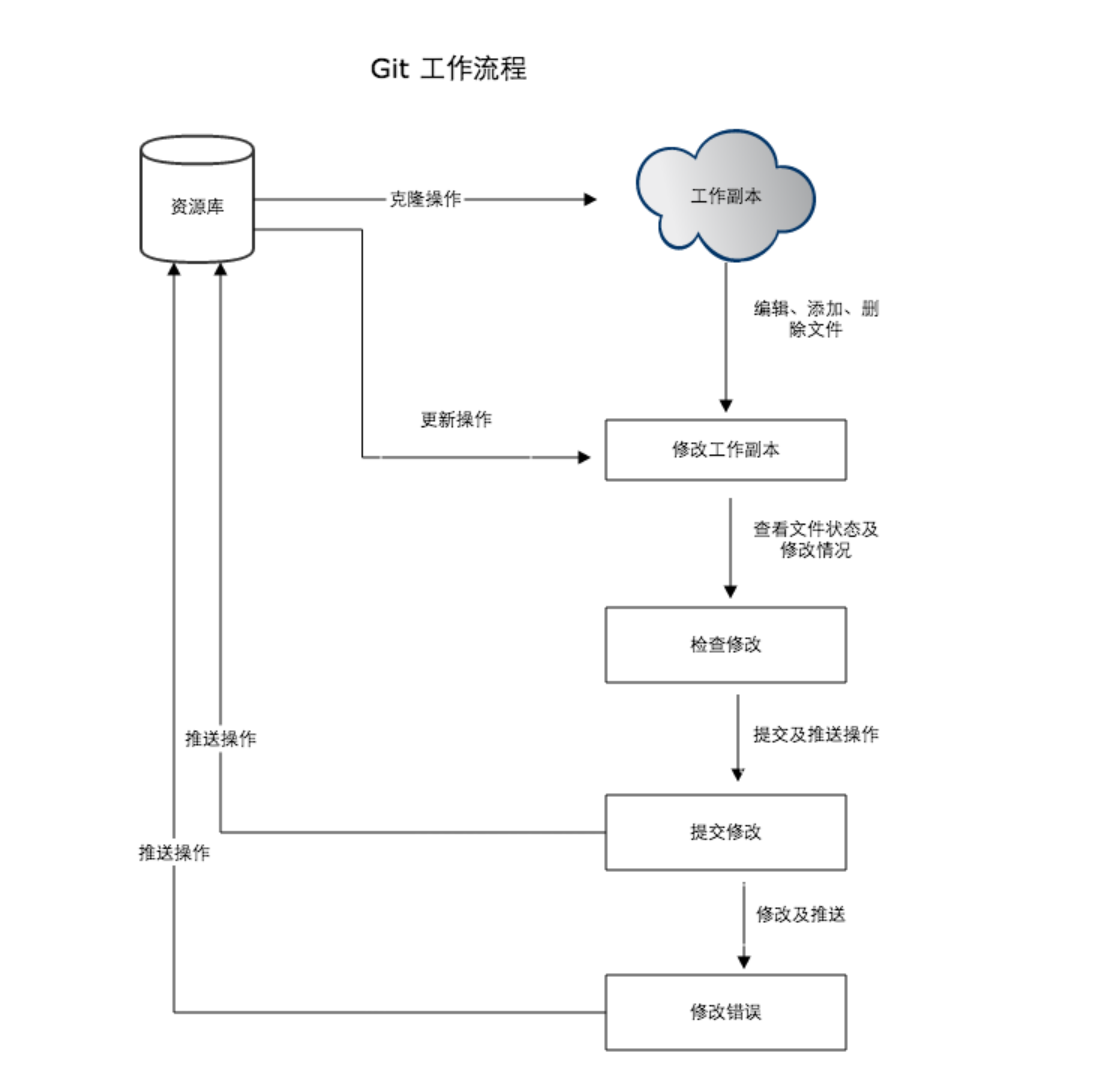 Git 工作流程
资源库
克隆操作
工作副本
编辑、添加、删
除文件
更新操作
修改工作副本
查看文件状态及
修改情况
检查修改
推送操作
提交及推送操作
提交修改
推送操作
修改及推送
修改错误